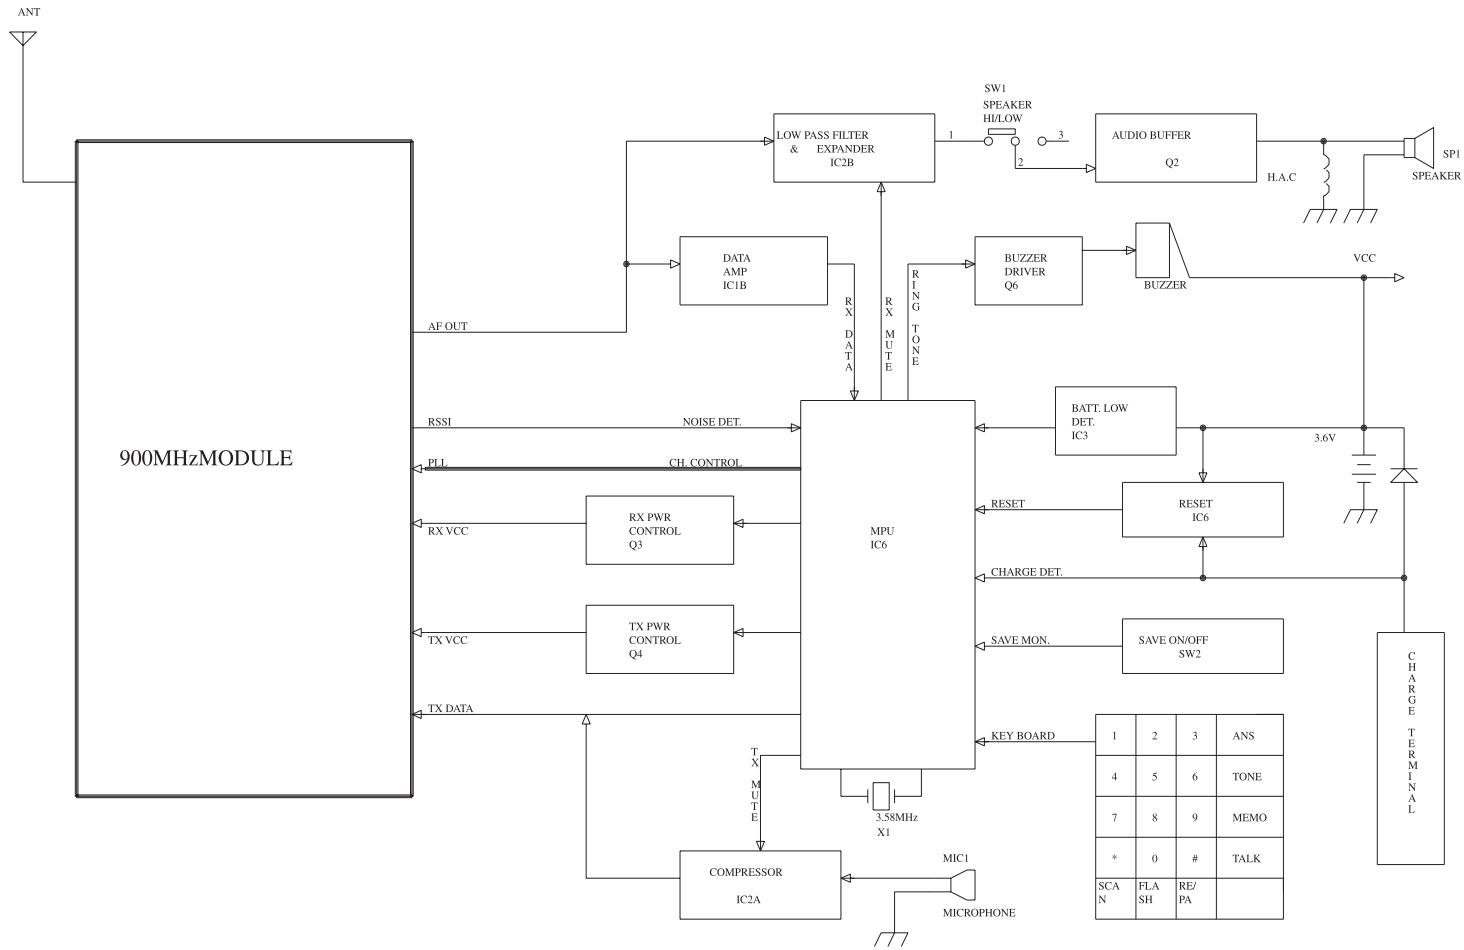 ANT
SW1
SPEAKER
HI/LOW
LOW PASS FILTER
& EXPANDER
IC2B
1
2
3
AUDIO BUFFER
Q2
H.A.C
SP1
SPEAKER
DATA
AMP
IC1B
BUZZER
DRIVER
Q6
BUZZER
VCC
RX DATA
RX MUTE
RING TONE
AF OUT
900MHzMODULE
RSSI
NOISE DET.
PLL
CH. CONTROL
RX VCC
RX PWR
CONTROL
Q3
TX VCC
TX PWR
CONTROL
Q4
TX DATA
MPU
IC6
BATT. LOW
DET.
IC3
3.6V
RESET
RESET
IC6
CHARGE DET.
SAVE MON.
SAVE ON/OFF
SW2
CHARGE TERMINAL
KEY BOARD
1 2 3 ANS
4 5 6 TONE
7 8 9 MEMO
* 0 # TALK
SCA FLA RE/
N SH PA
TX MUTE
3.58MHz
X1
COMPRESSOR
IC2A
MIC1
MICROPHONE